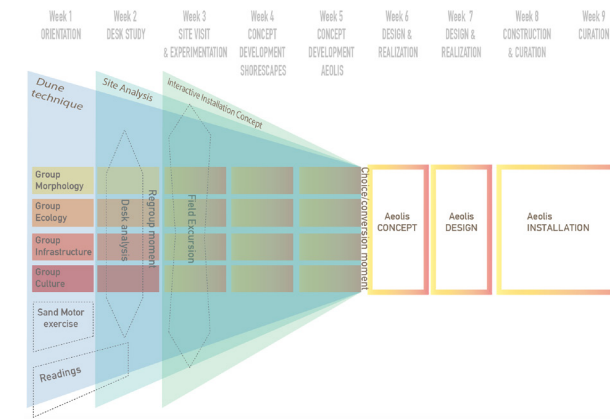 Week 1
ORIENTATION
Week 2
DESK STUDY
Week 3
SITE VISIT
& EXPERIMENTATION
Week 4
CONCEPT
DEVELOPMENT
SHORESCAPES
Week 5
CONCEPT
DEVELOPMENT
AEOLIS
Week 6
DESIGN &
REALIZATION
Week 7
DESIGN &
REALIZATION
Week 8
CONSTRUCTION
& CURATION
Week 9
CURATION
Dune
technique
Site Analysis
Interactive Installation Concept
Group
Morphology
Group
Ecology
Group
Infrastructure
Group
Culture
Desk analysis
Regroup moment
Field Excursion
Choice/conversion moment
Aeolis
CONCEPT
Aeolis
DESIGN
Aeolis
INSTALLATION
Sand Motor
exercise
Readings